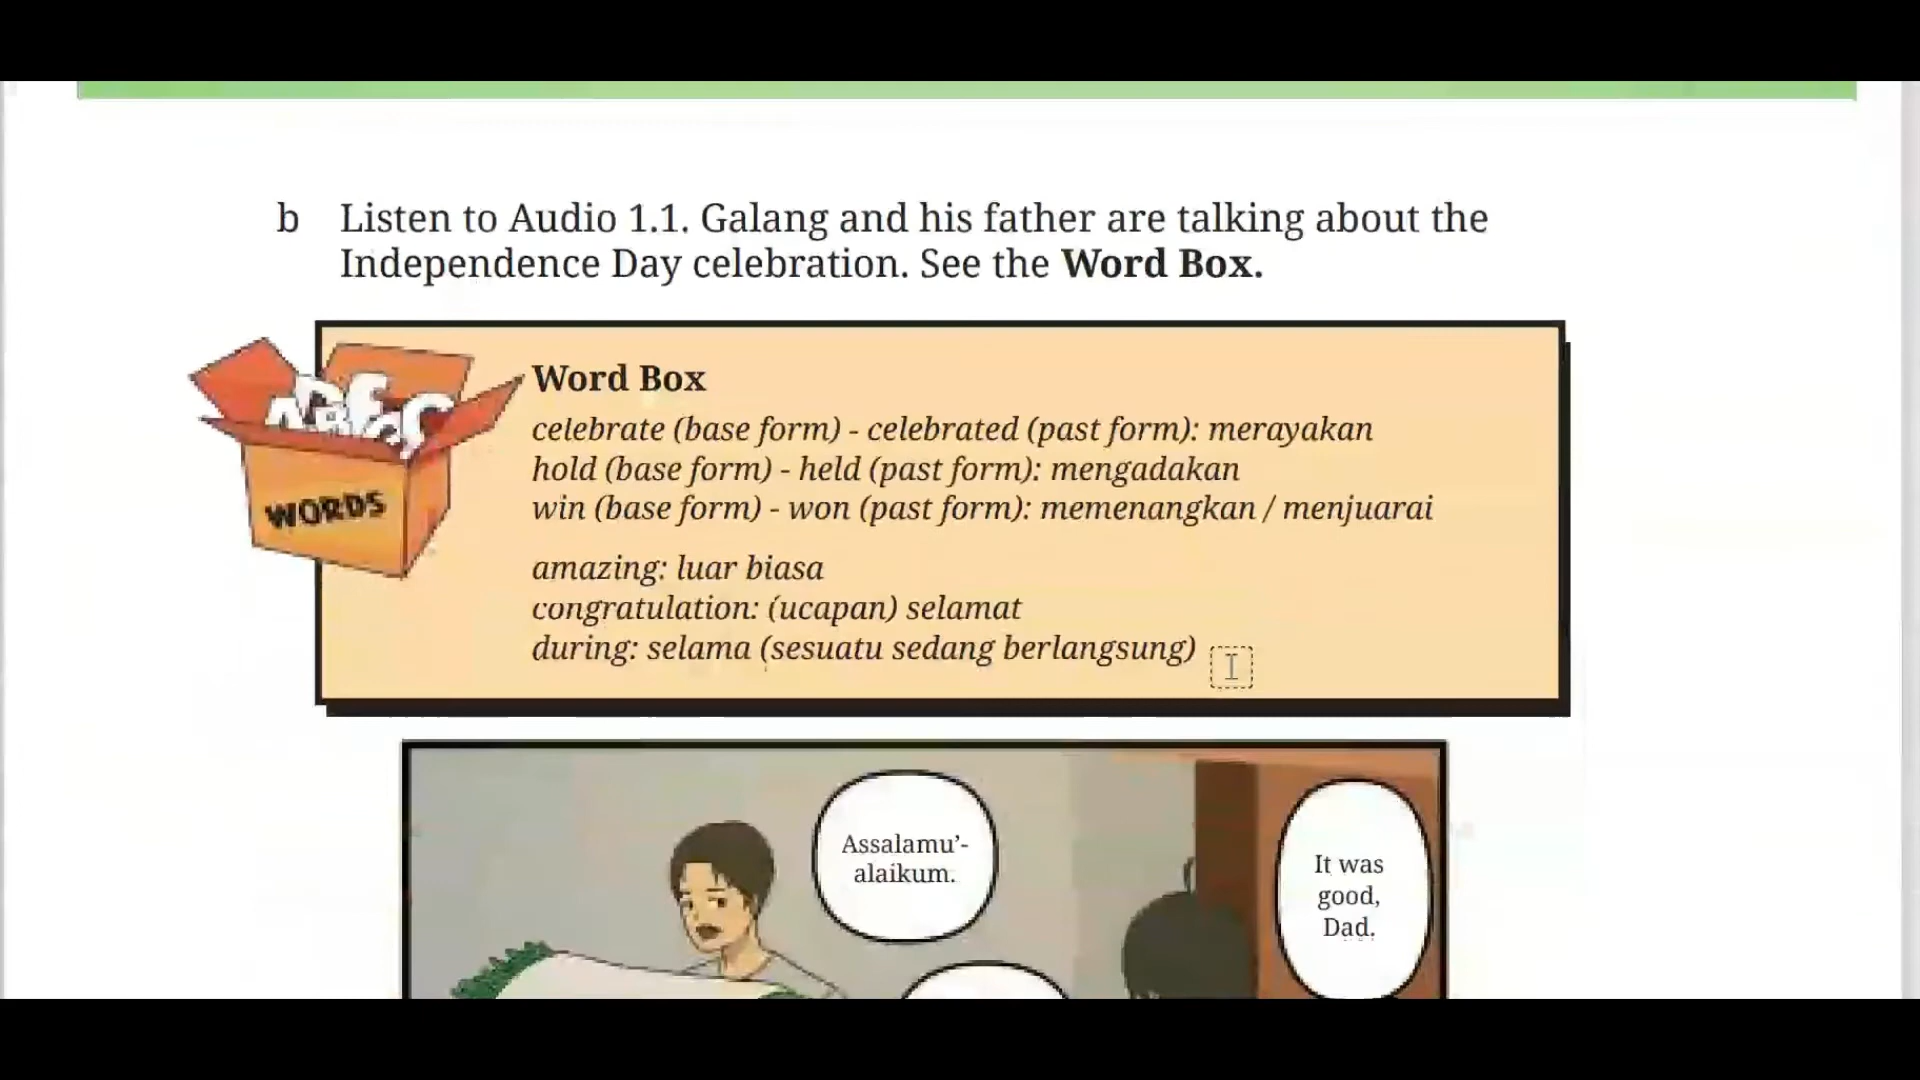 b Listen to Audio 1.1. Galang and his father are talking about the
Independence Day celebration. See the Word Box.
WORDS
Word Box
celebrate (base form) - celebrated (past form): merayakan
hold (base form) - held (past form): mengadakan
win (base form) - won (past form): memenangkan / menjuarai
amazing: luar biasa
congratulation: (ucapan) selamat
during: selama (sesuatu sedang berlangsung)
Assalamu’-
alaikum.
It was
good,
Dad.